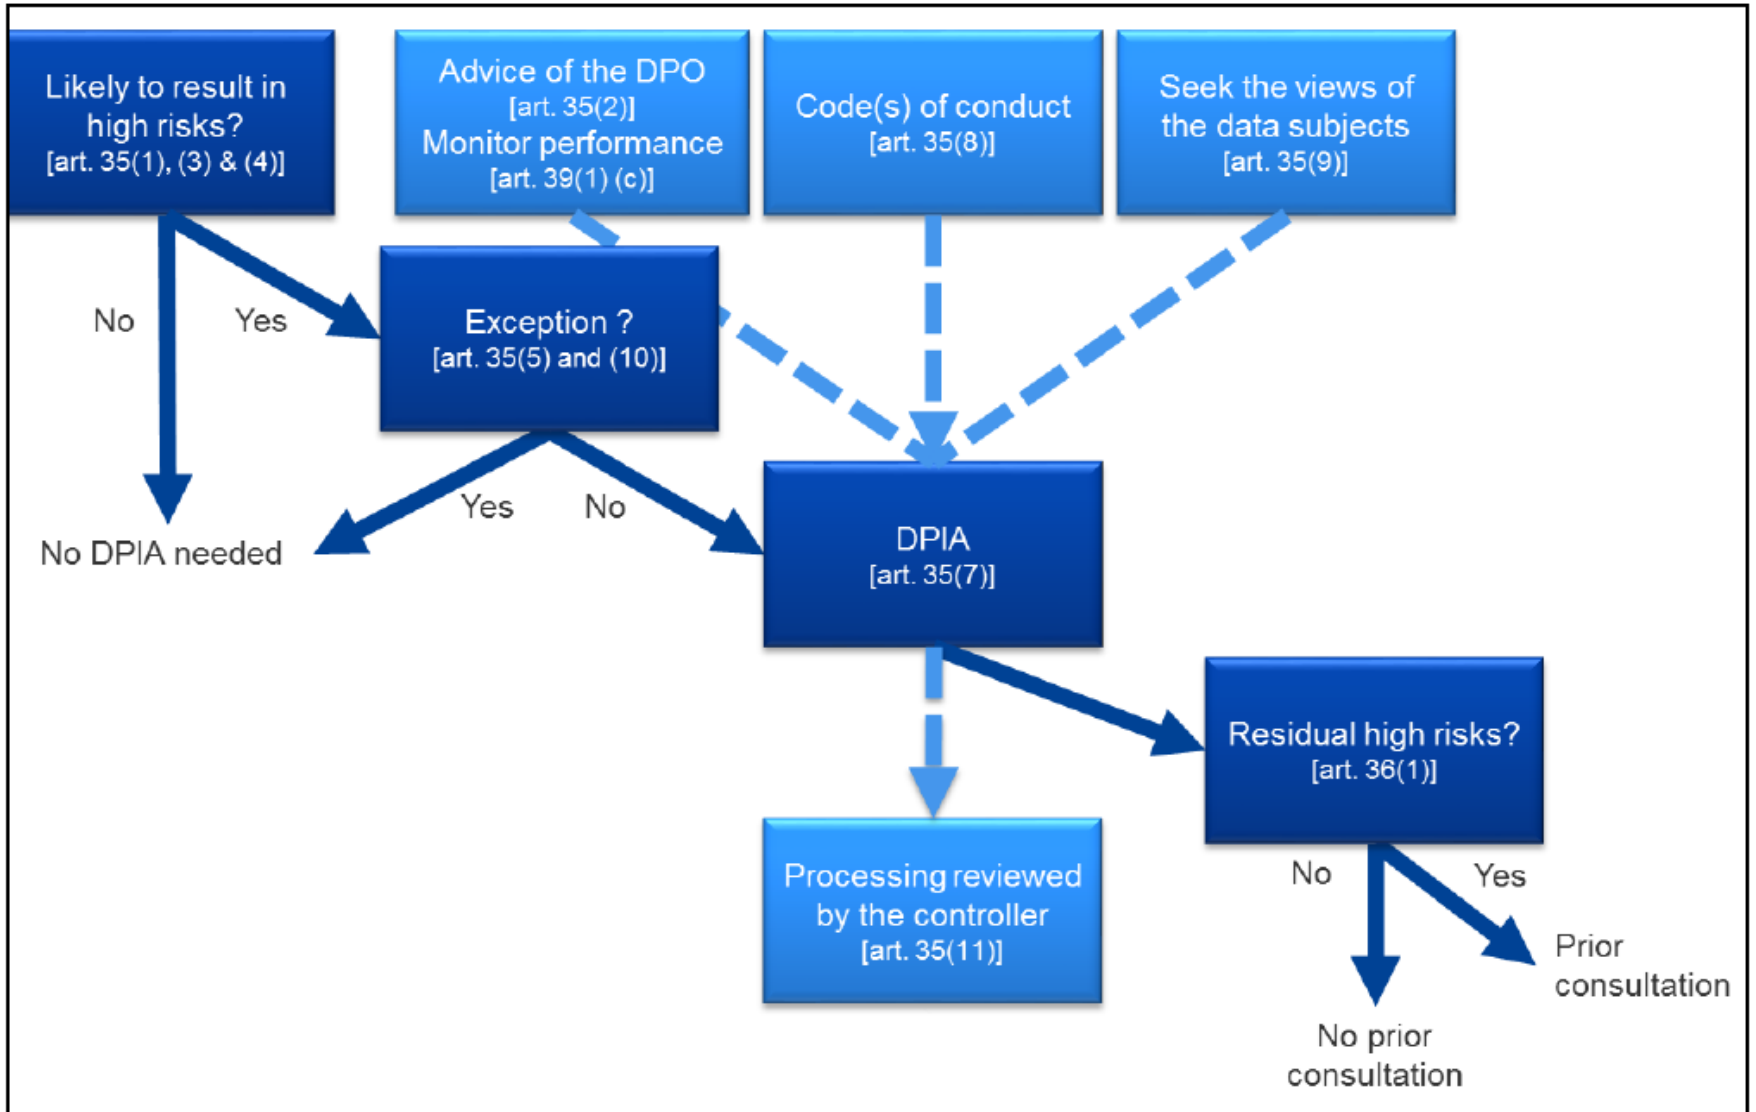 Likely to result in
high risks?
[art. 35(1), (3) & (4)]
Advice of the DPO
[art. 35(2)]
Monitor performance
[art. 39(1) (c)]
Code(s) of conduct
[art. 35(8)]
Seek the views of
the data subjects
[art. 35(9)]
No
Yes
Exception ?
[art. 35(5) and (10)]
Yes
No
No DPIA needed
DPIA
[art. 35(7)]
Residual high risks?
[art. 36(1)]
Processing reviewed
by the controller
[art. 35(11)]
No
Yes
Prior
consultation
No prior
consultation